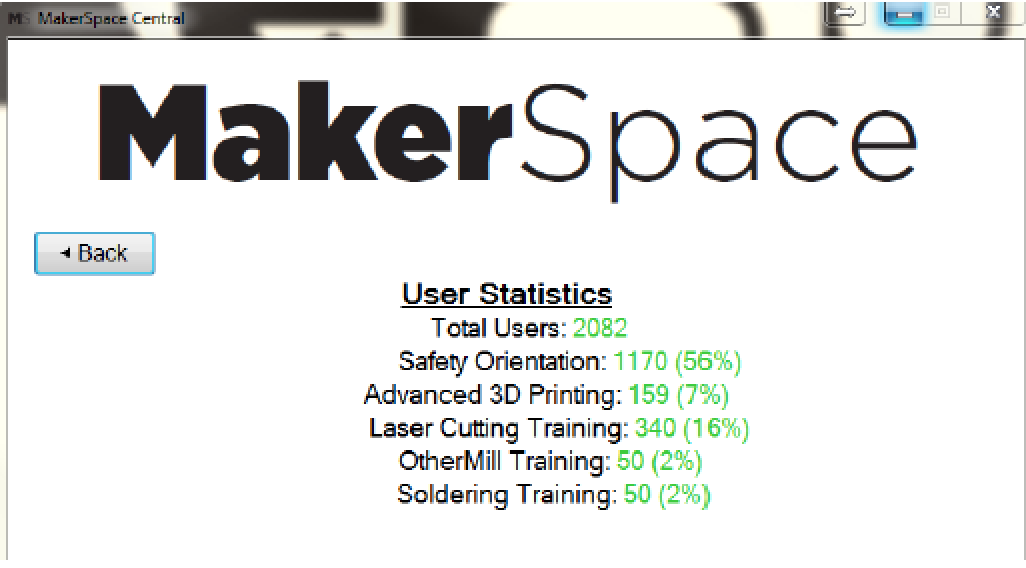 MS MakerSpace Central
MakerSpace
◄ Back
User Statistics
Total Users: 2082
Safety Orientation: 1170 (56%)
Advanced 3D Printing: 159 (7%)
Laser Cutting Training: 340 (16%)
OtherMill Training: 50 (2%)
Soldering Training: 50 (2%)